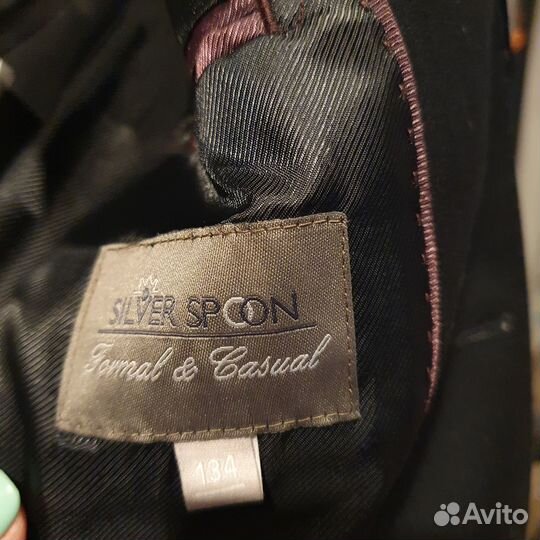 SILVER SPOON
Formal & Casual
134
Avito